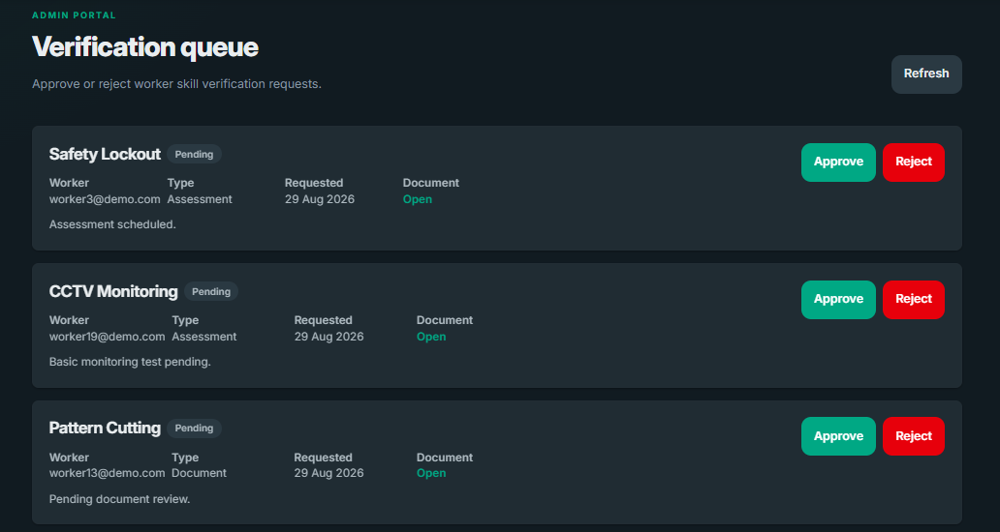 ADMIN PORTAL
Verification queue
Approve or reject worker skill verification requests.
Refresh
Safety Lockout Pending
Approve Reject
Worker Type Requested Document
worker3@demo.com Assessment 29 Aug 2026 Open
Assessment scheduled.
CCTV Monitoring Pending
Approve Reject
Worker Type Requested Document
worker19@demo.com Assessment 29 Aug 2026 Open
Basic monitoring test pending.
Pattern Cutting Pending
Approve Reject
Worker Type Requested Document
worker13@demo.com Document 29 Aug 2026 Open
Pending document review.